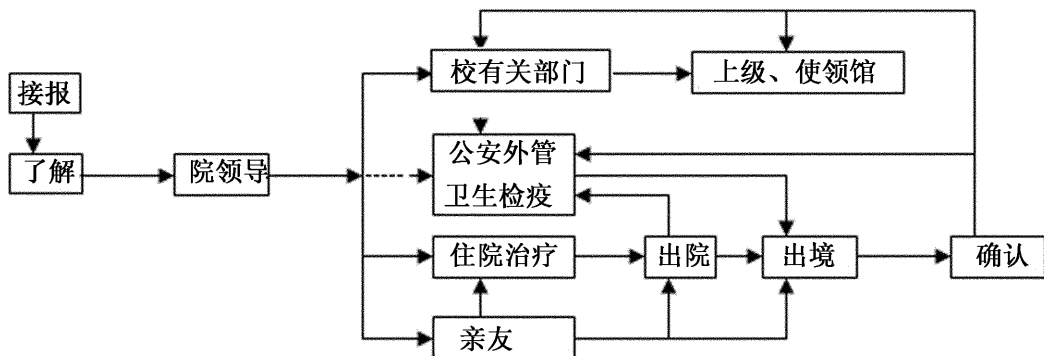 校有关部门
上级、使领馆
接报
公安外管
了解
院领导
卫生检疫
住院治疗
出院
出境
确认
亲友